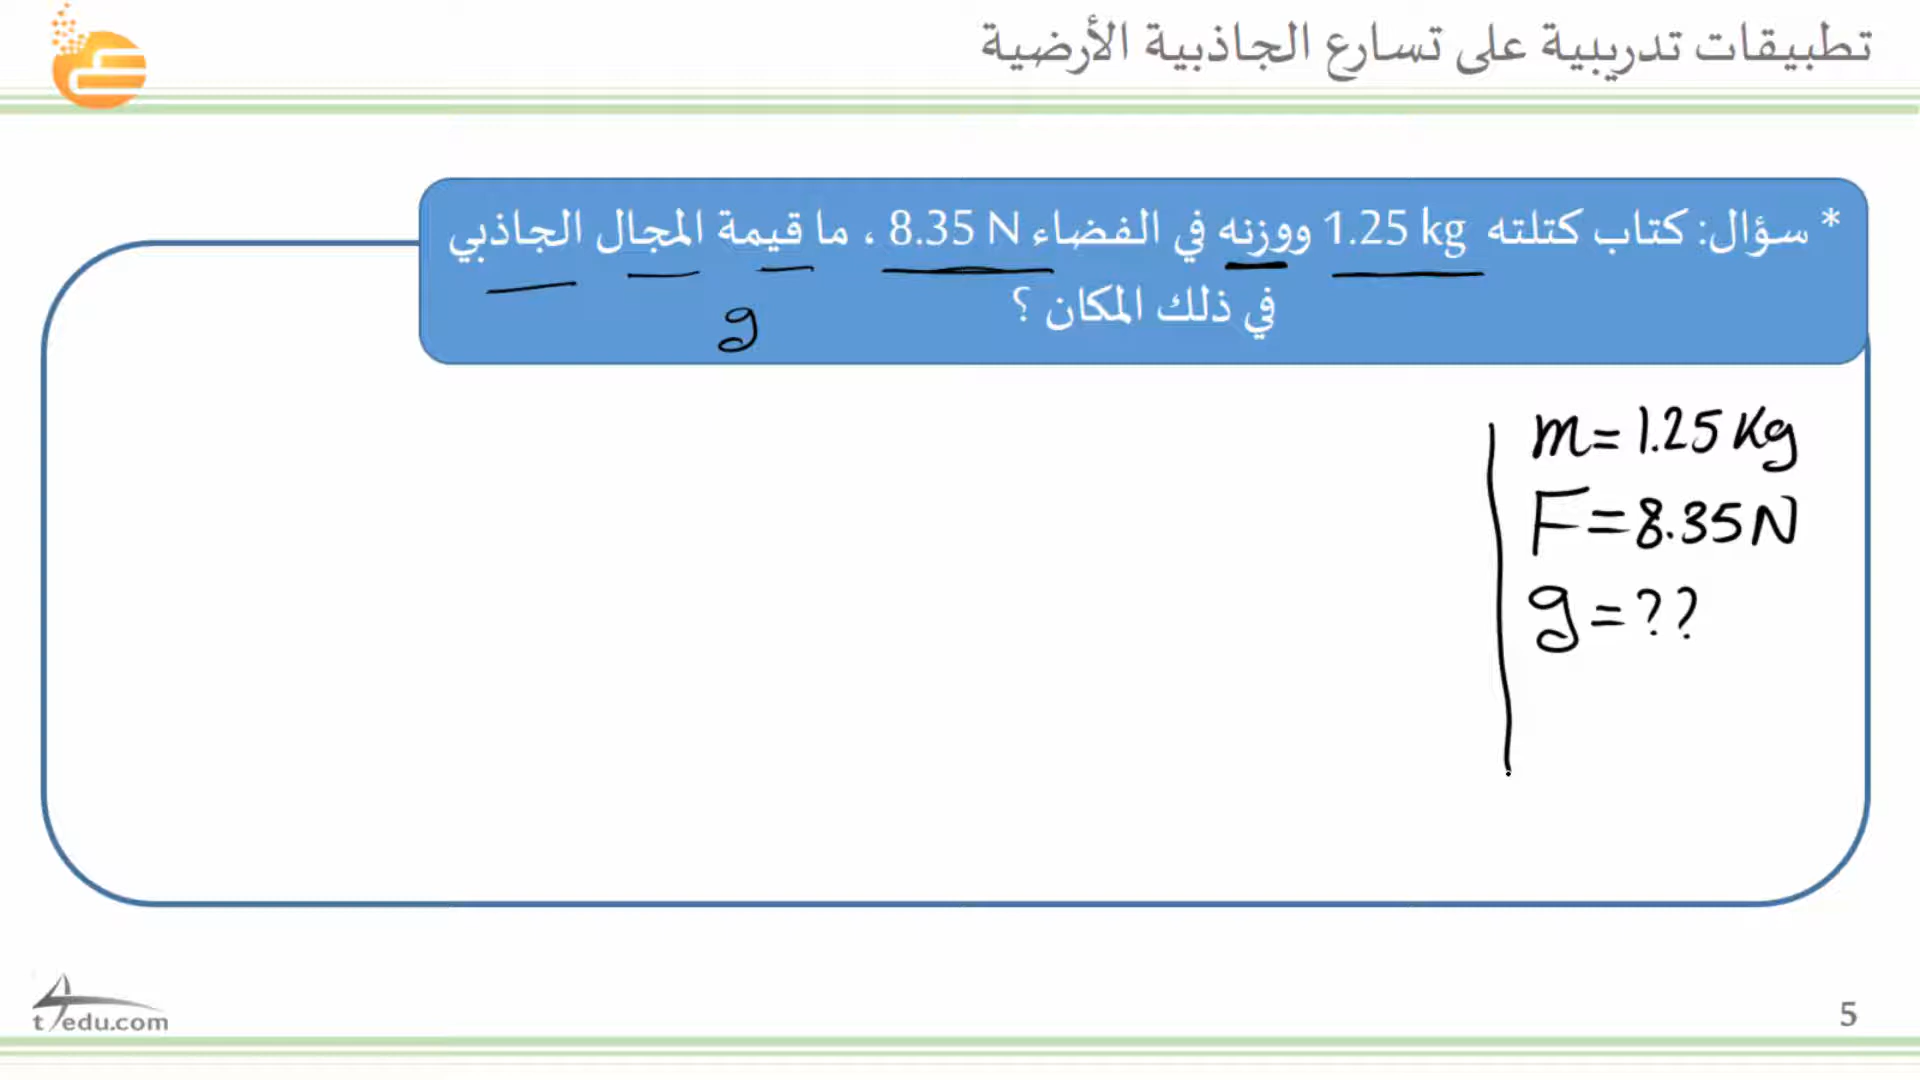 تطبيقات تدريبية على تسارع الجاذبية الأرضية
* سؤال: كتاب كتلته 1.25 kg ووزنه في الفضاء 8.35 N ، ما قيمة المجال الجاذبي
في ذلك المكان ؟
g
m = 1.25 Kg
F = 8.35 N
g = ??
t4edu.com
5